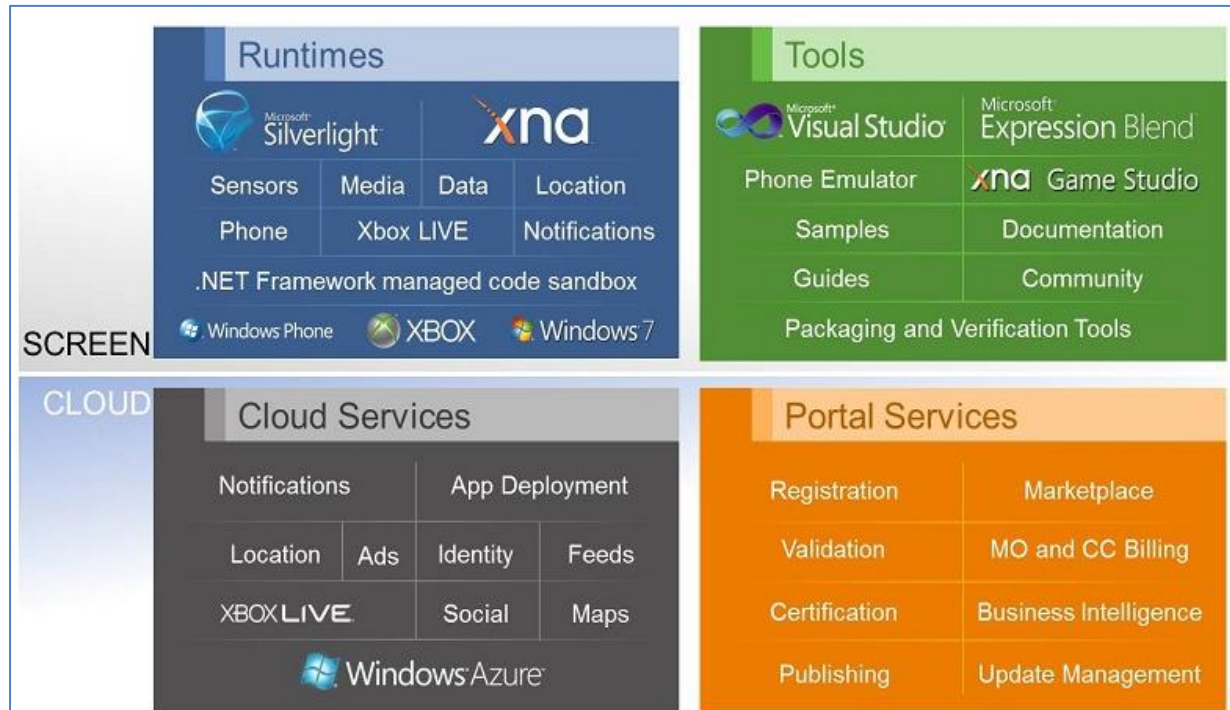 Runtimes
Microsoft®
Silverlight™
xna
Sensors Media Data Location
Phone Xbox LIVE Notifications
.NET Framework managed code sandbox
Windows Phone XBOX Windows 7
SCREEN
Tools
Microsoft®
Visual Studio®
Microsoft®
Expression Blend™
Phone Emulator xna Game Studio
Samples Documentation
Guides Community
Packaging and Verification Tools
CLOUD
Cloud Services
Notifications App Deployment
Location Ads Identity Feeds
XBOX LIVE Social Maps
Windows® Azure™
Portal Services
Registration Marketplace
Validation MO and CC Billing
Certification Business Intelligence
Publishing Update Management